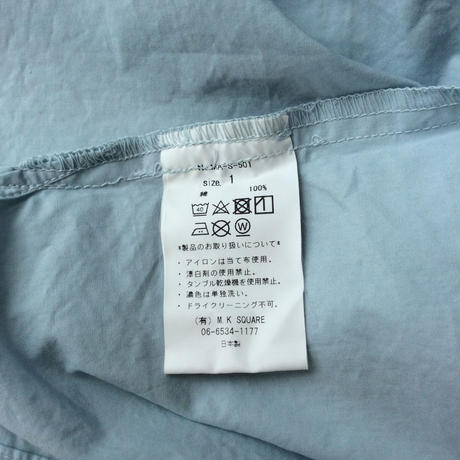 SIZE. 1
綿 100%
40
W
*製品のお取り扱いについて*
・アイロンは当て布使用。
・漂白剤の使用禁止。
・タンブル乾燥機の使用禁止。
・濃色は単独洗い。
・ドライクリーニング不可。
(有) M K SQUARE
06-6534-1177
日本製